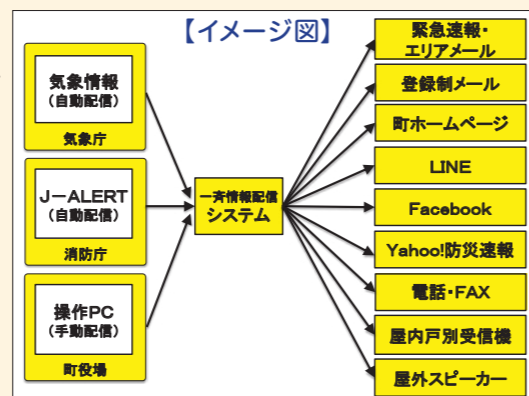 【イメージ図】
気象情報
(自動配信)
気象庁
J-ALERT
(自動配信)
消防庁
操作PC
(手動配信)
町役場
一斉情報配信
システム
緊急速報・
エリアメール
登録制メール
町ホームページ
LINE
Facebook
Yahoo!防災速報
電話・FAX
屋内戸別受信機
屋外スピーカー